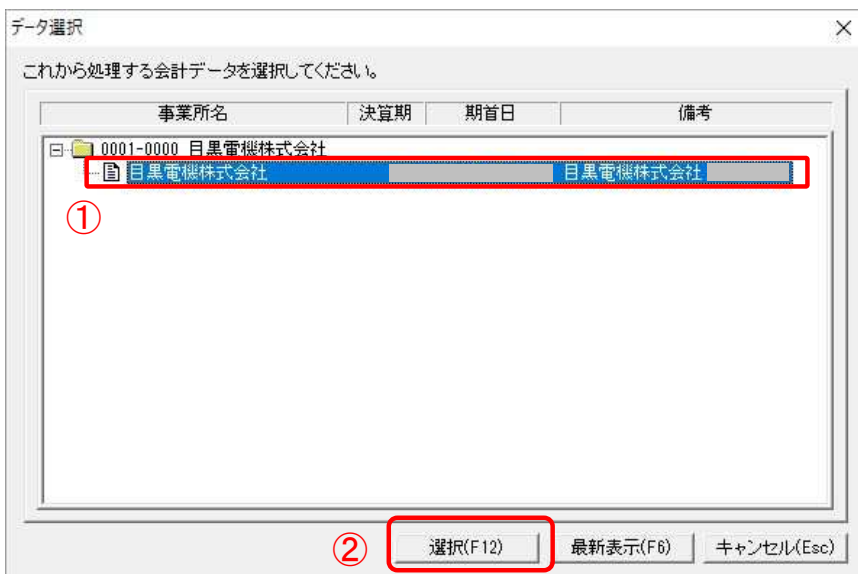 データ選択
これから処理する会計データを選択してください。
事業所名 決算期 期首日 備考
0001-0000 目黒電機株式会社
目黒電機株式会社 目黒電機株式会社
①
② 選択(F12) 最新表示(F6) キャンセル(Esc)